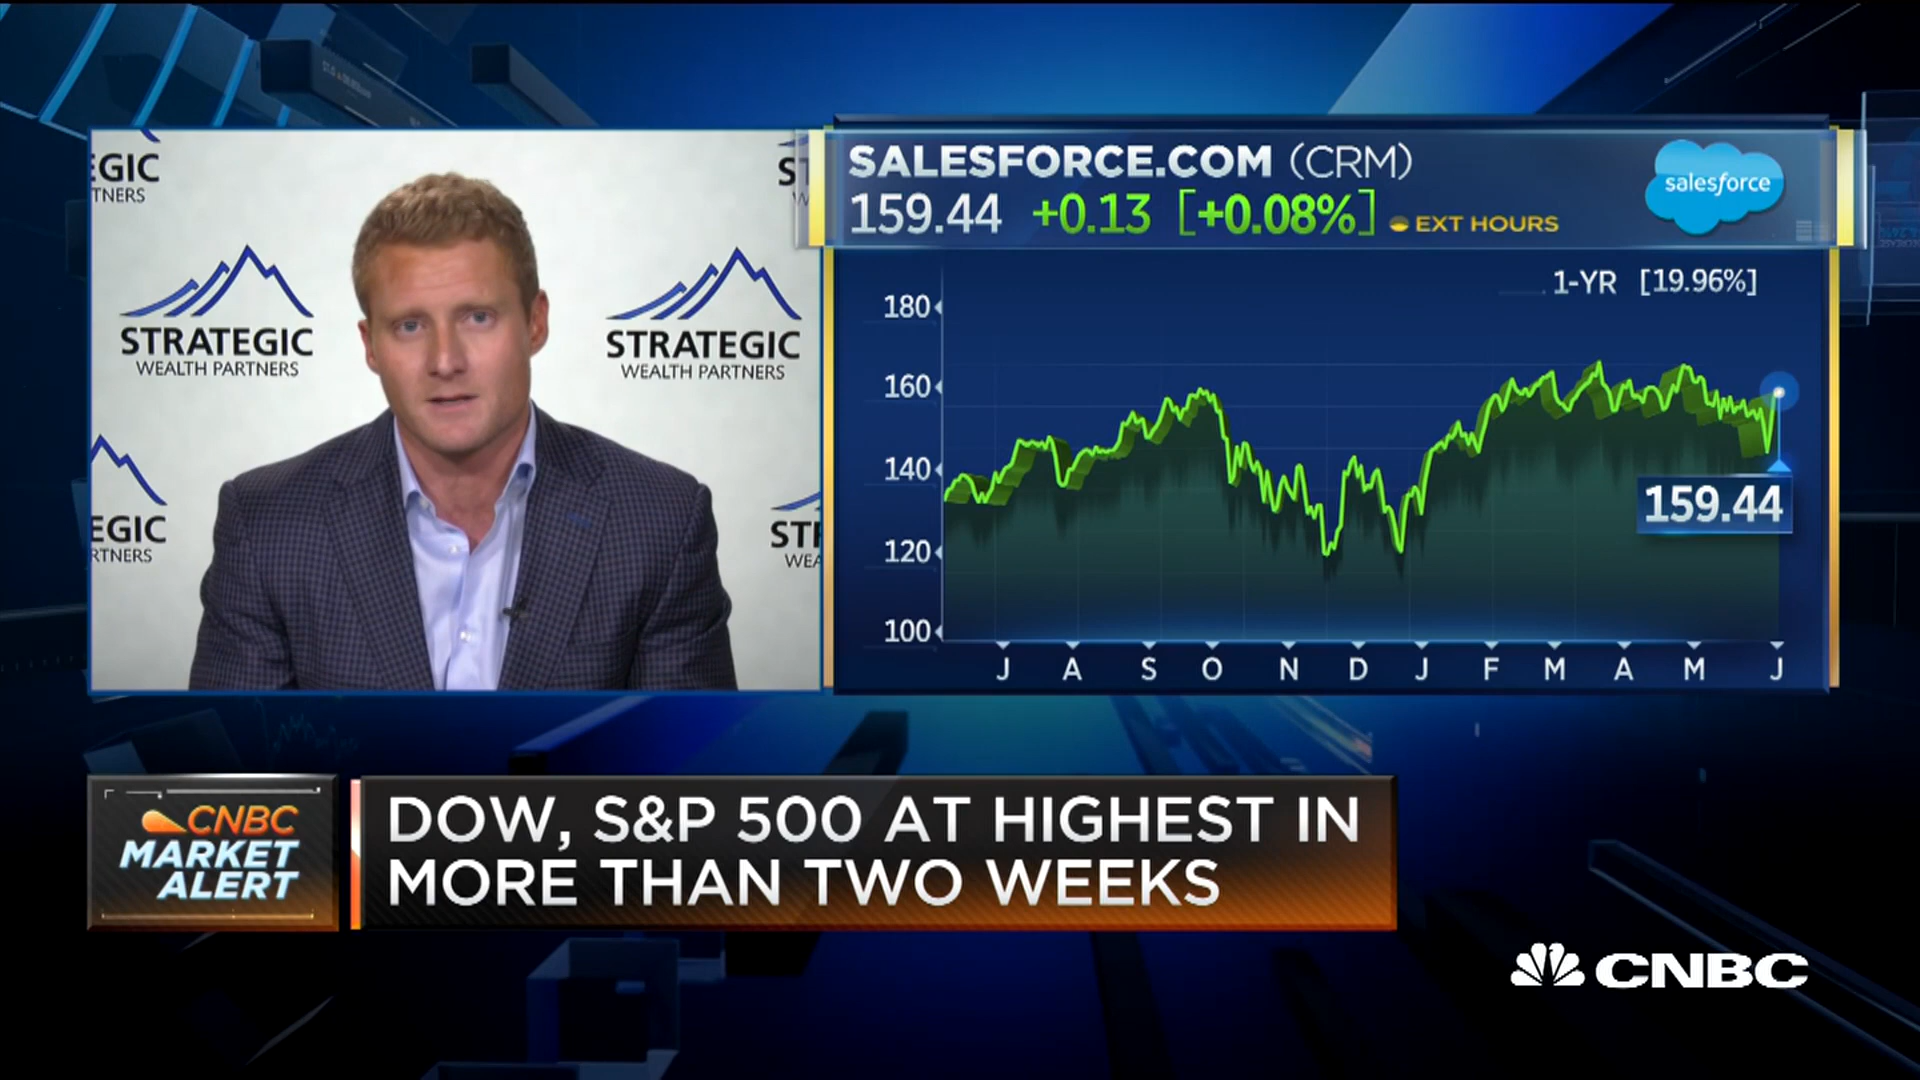 EGIC
TNERS
STRATEGIC
WEALTH PARTNERS
STRATEGIC
WEALTH PARTNERS
EGIC
RTNERS
ST
WEA
SALESFORCE.COM (CRM)
159.44 +0.13 [+0.08%] EXT HOURS
salesforce
1-YR [19.96%]
180
160
140
120
100
159.44
J A S O N D J F M A M J
CNBC
MARKET
ALERT
DOW, S&P 500 AT HIGHEST IN
MORE THAN TWO WEEKS
CNBC